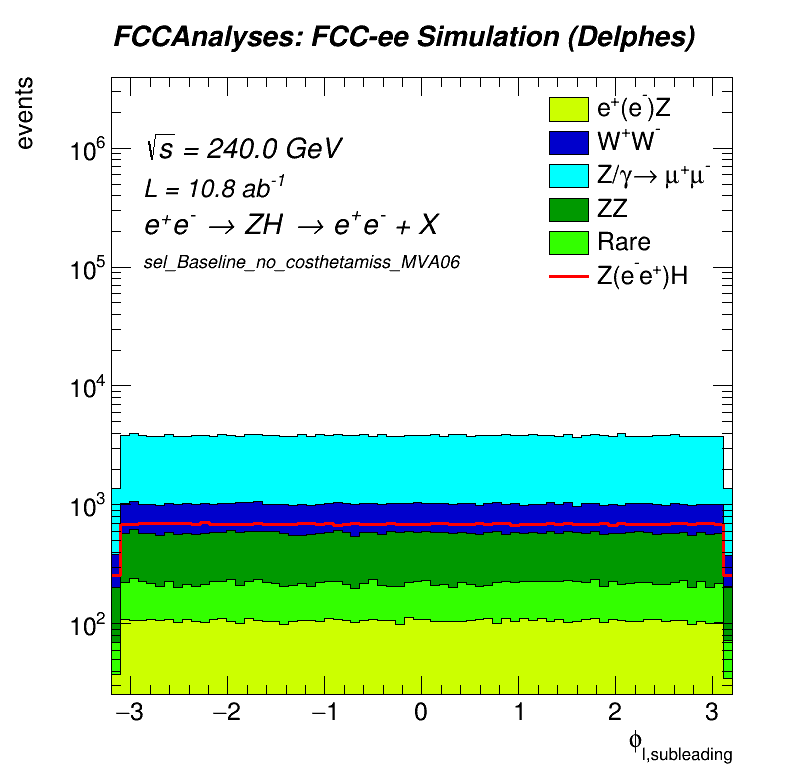 FCCAnalyses: FCC-ee Simulation (Delphes)
events
√s = 240.0 GeV
L = 10.8 ab⁻¹
e⁺e⁻ → ZH → e⁺e⁻ + X
sel_Baseline_no_costhetamiss_MVA06
e⁺(e⁻)Z
W⁺W⁻
Z/γ→ μ⁺μ⁻
ZZ
Rare
Z(e⁻e⁺)H
10⁶
10⁵
10⁴
10³
10²
−3 −2 −1 0 1 2 3
ϕ_l,subleading